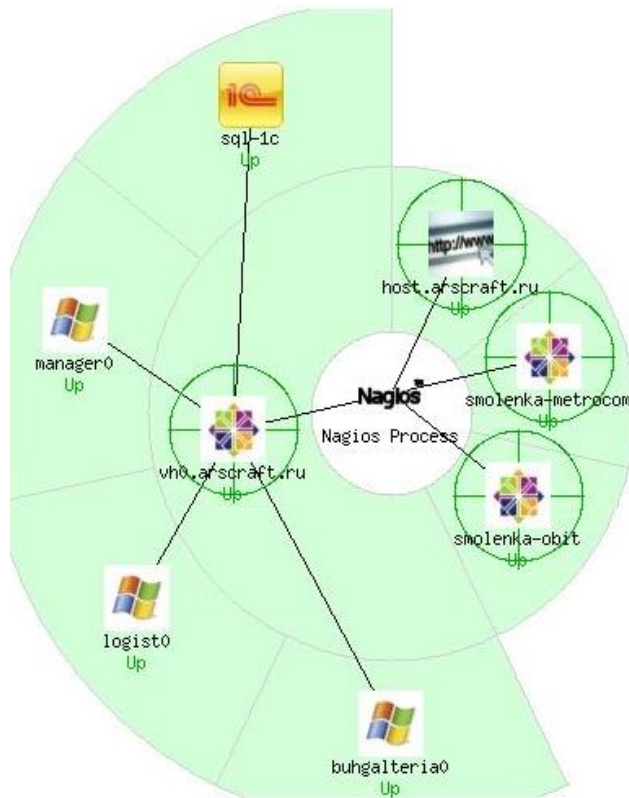 1C
sql-1c
Up
http://www
host.arscraft.ru
Up
manager0
Up
smolenka-metrocom
Up
Nagios
Nagios Process
vh0.arscraft.ru
Up
smolenka-obit
Up
logist0
Up
buhgalteria0
Up